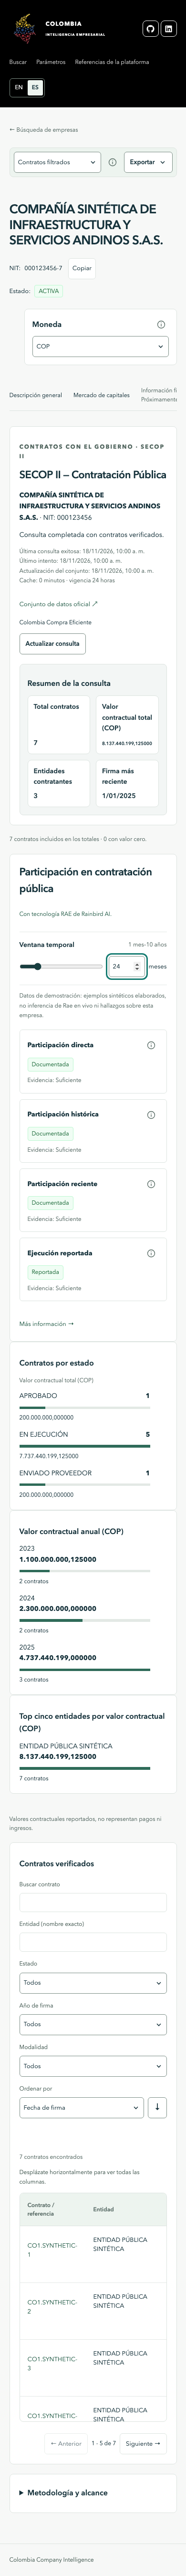 COLOMBIA
INTELIGENCIA EMPRESARIAL
Buscar Parámetros Referencias de la plataforma
EN ES
← Búsqueda de empresas
Contratos filtrados Exportar
COMPAÑÍA SINTÉTICA DE
INFRAESTRUCTURA Y
SERVICIOS ANDINOS S.A.S.
NIT: 000123456-7 Copiar
Estado: ACTIVA
Moneda
COP
Descripción general Mercado de capitales Información fi
Próximamente
CONTRATOS CON EL GOBIERNO · SECOP
II
SECOP II — Contratación Pública
COMPAÑÍA SINTÉTICA DE
INFRAESTRUCTURA Y SERVICIOS ANDINOS
S.A.S. · NIT: 000123456
Consulta completada con contratos verificados.
Última consulta exitosa: 18/11/2026, 10:00 a. m.
Último intento: 18/11/2026, 10:00 a. m.
Actualización del conjunto: 18/11/2026, 10:00 a. m.
Cache: 0 minutos · vigencia 24 horas
Conjunto de datos oficial ↗
Colombia Compra Eficiente
Actualizar consulta
Resumen de la consulta
Total contratos
7
Valor
contractual total
(COP)
8.137.440.199,125000
Entidades
contratantes
3
Firma más
reciente
1/01/2025
7 contratos incluidos en los totales · 0 con valor cero.
Participación en contratación
pública
Con tecnología RAE de Rainbird AI.
Ventana temporal 1 mes-10 años
24 meses
Datos de demostración: ejemplos sintéticos elaborados,
no inferencia de Rae en vivo ni hallazgos sobre esta
empresa.
Participación directa
Documentada
Evidencia: Suficiente
Participación histórica
Documentada
Evidencia: Suficiente
Participación reciente
Documentada
Evidencia: Suficiente
Ejecución reportada
Reportada
Evidencia: Suficiente
Más información →
Contratos por estado
Valor contractual total (COP)
APROBADO 1
200.000.000,000000
EN EJECUCIÓN 5
7.737.440.199,125000
ENVIADO PROVEEDOR 1
200.000.000,000000
Valor contractual anual (COP)
2023
1.100.000.000,125000
2 contratos
2024
2.300.000.000,000000
2 contratos
2025
4.737.440.199,000000
3 contratos
Top cinco entidades por valor contractual
(COP)
ENTIDAD PÚBLICA SINTÉTICA
8.137.440.199,125000
7 contratos
Valores contractuales reportados, no representan pagos ni
ingresos.
Contratos verificados
Buscar contrato
Entidad (nombre exacto)
Estado
Todos
Año de firma
Todos
Modalidad
Todos
Ordenar por
Fecha de firma ↓
7 contratos encontrados
Desplázate horizontalmente para ver todas las
columnas.
Contrato /
referencia
Entidad
CO1.SYNTHETIC-
1
ENTIDAD PÚBLICA
SINTÉTICA
CO1.SYNTHETIC-
2
ENTIDAD PÚBLICA
SINTÉTICA
CO1.SYNTHETIC-
3
ENTIDAD PÚBLICA
SINTÉTICA
CO1.SYNTHETIC-
ENTIDAD PÚBLICA
SINTÉTICA
← Anterior 1 - 5 de 7 Siguiente →
▶ Metodología y alcance
Colombia Company Intelligence